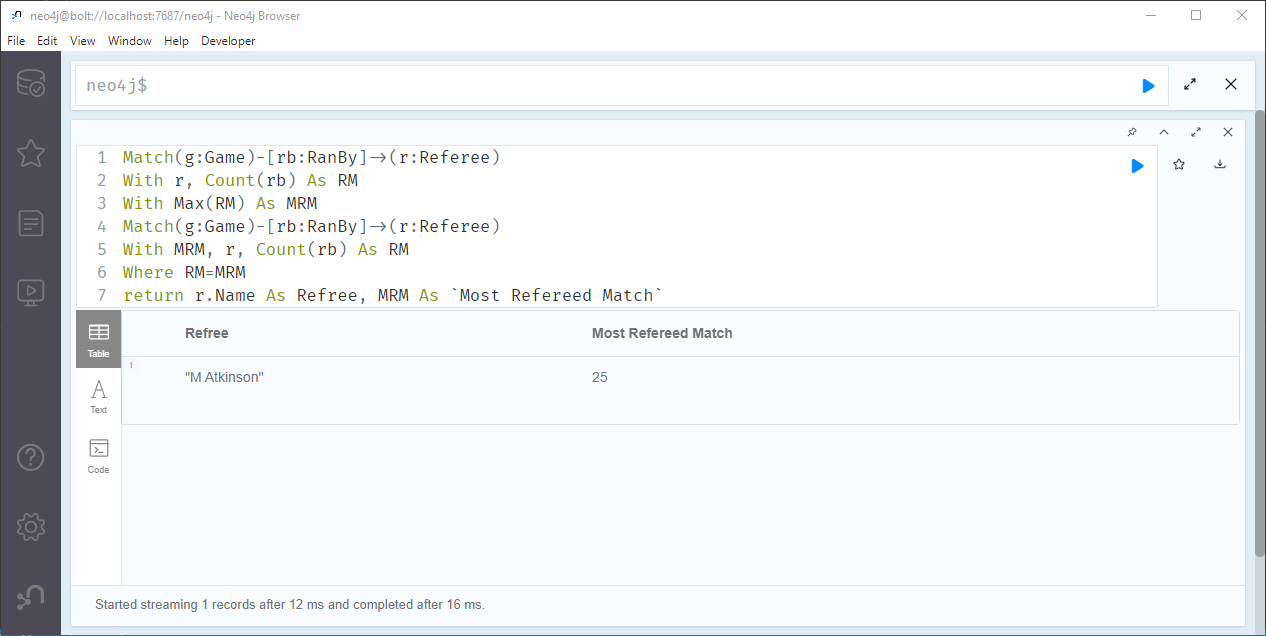 neo4j@bolt://localhost:7687/neo4j - Neo4j Browser
File Edit View Window Help Developer
neo4j$
1 Match(g:Game)-[rb:RanBy]->(r:Referee)
2 With r, Count(rb) As RM
3 With Max(RM) As MRM
4 Match(g:Game)-[rb:RanBy]->(r:Referee)
5 With MRM, r, Count(rb) As RM
6 Where RM=MRM
7 return r.Name As Refree, MRM As `Most Refereed Match`
Table
Refree Most Refereed Match
1
"M Atkinson" 25
Text
Code
Started streaming 1 records after 12 ms and completed after 16 ms.